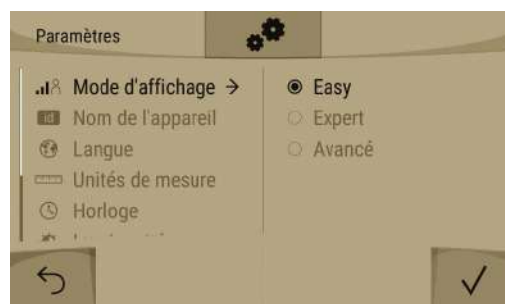 Paramètres
Mode d'affichage →
Nom de l'appareil
Langue
Unités de mesure
Horloge
Easy
Expert
Avancé